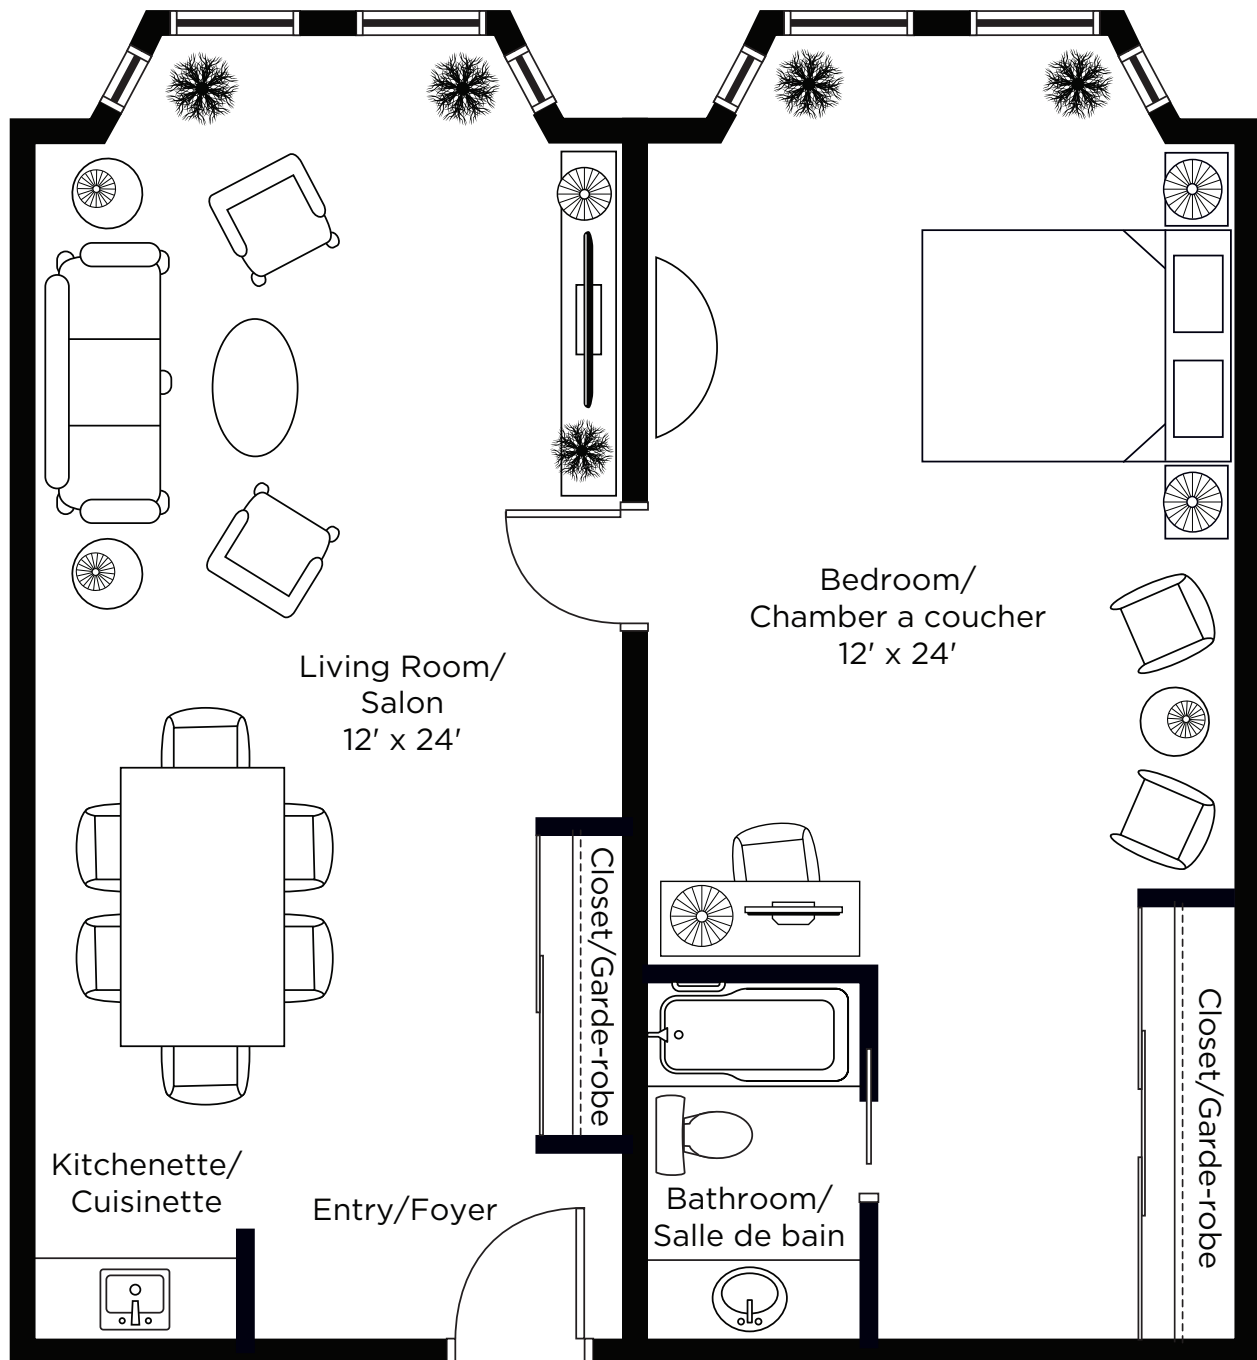 Living Room/
Salon
12' x 24'
Bedroom/
Chamber a coucher
12' x 24'
Closet/Garde-robe
Closet/Garde-robe
Kitchenette/
Cuisinette
Entry/Foyer
Bathroom/
Salle de bain